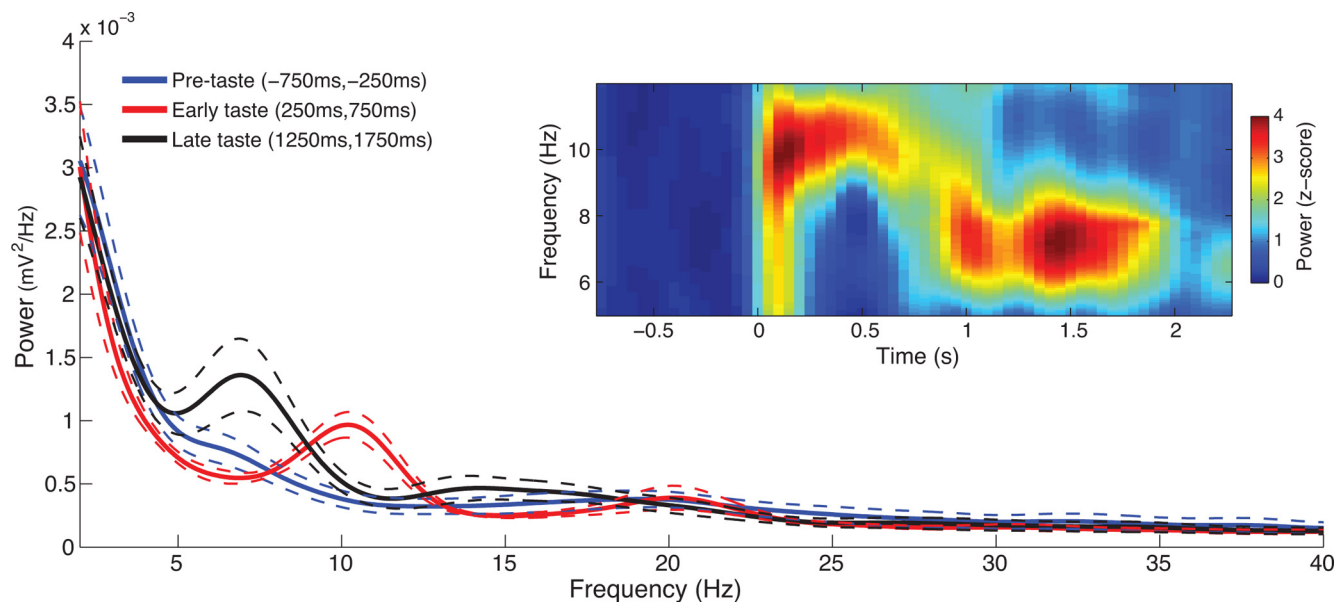 x 10⁻³
4
3.5
3
2.5
2
1.5
1
0.5
0
Power (mV²/Hz)
Pre-taste (−750ms,−250ms)
Early taste (250ms,750ms)
Late taste (1250ms,1750ms)
5 10 15 20 25 30 35 40
Frequency (Hz)
10
8
6
Frequency (Hz)
−0.5 0 0.5 1 1.5 2
Time (s)
4
3
2
1
0
Power (z-score)